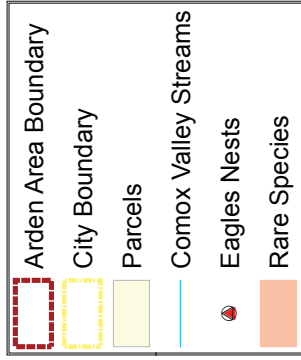 Arden Area Boundary
City Boundary
Parcels
Comox Valley Streams
Eagles Nests
Rare Species